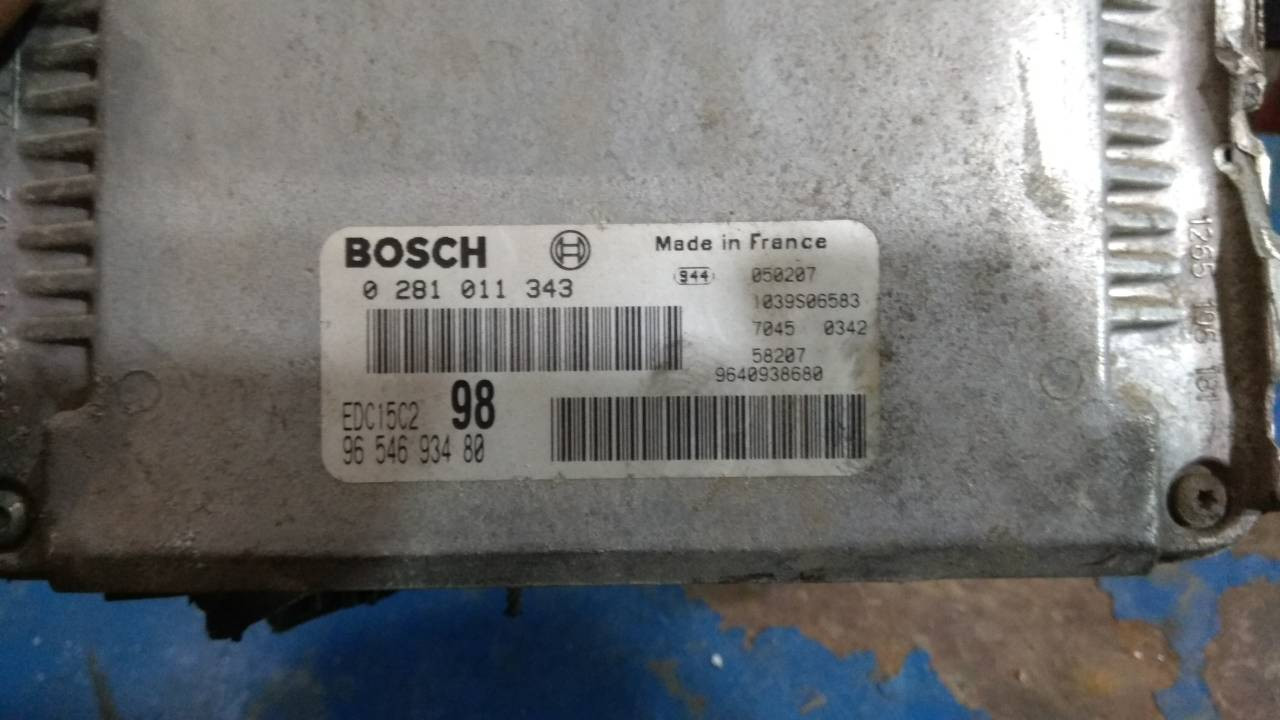 BOSCH
Made in France
0 281 011 343
944
050207
1039S06583
7045 0342
58207
9640938680
EDC15C2 98
96 546 934 80
1265